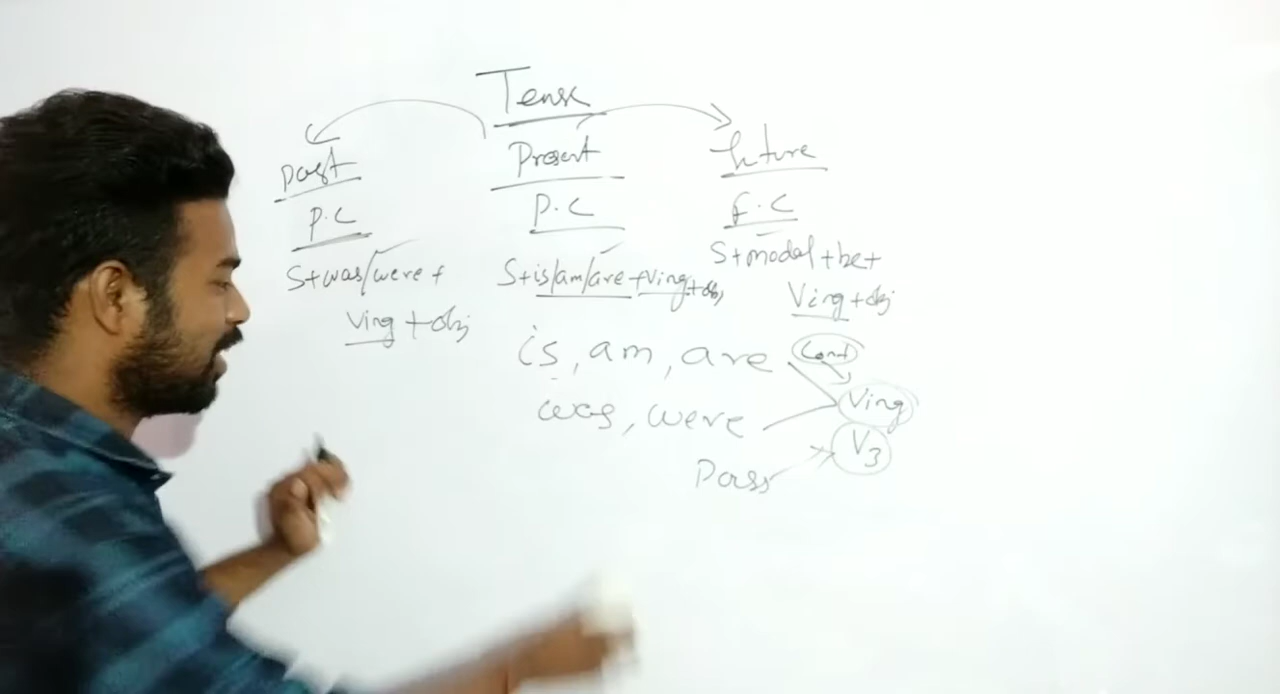 Tense
Past
P.C
S+was/were +
Ving + obj
Present
P.C
S+is/am/are+Ving+obj
Future
F.C
S+modal+be+
Ving+obj
is, am, are
Cont
was, were
Ving
V3
Pass